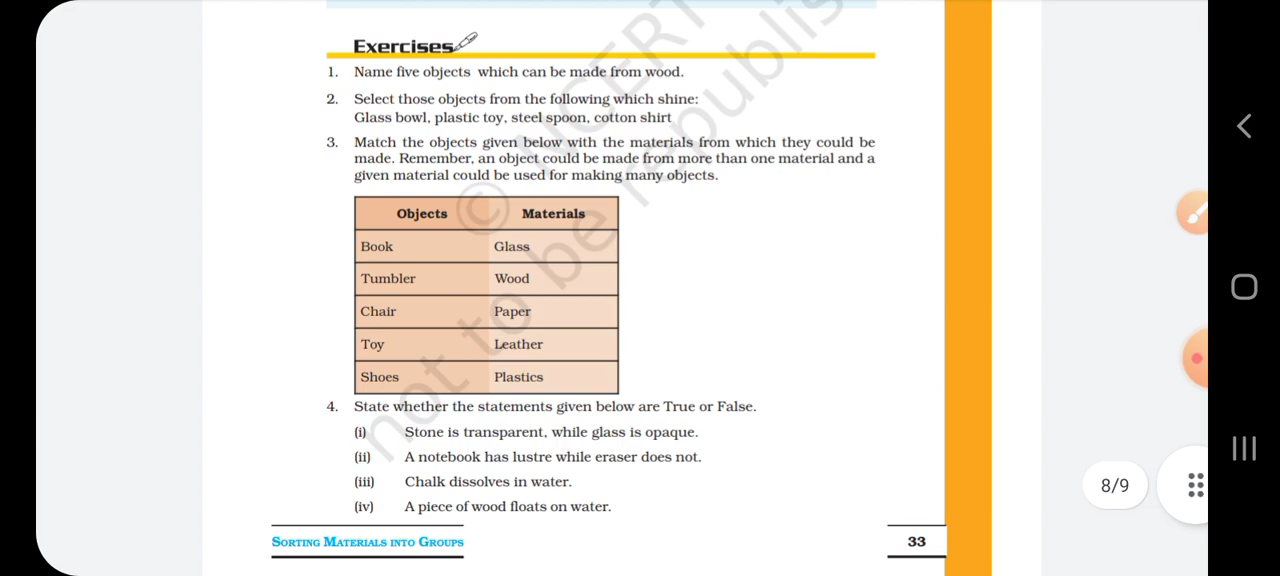 Exercises
1. Name five objects which can be made from wood.
2. Select those objects from the following which shine:
Glass bowl, plastic toy, steel spoon, cotton shirt
3. Match the objects given below with the materials from which they could be
made. Remember, an object could be made from more than one material and a
given material could be used for making many objects.
Objects Materials
Book Glass
Tumbler Wood
Chair Paper
Toy Leather
Shoes Plastics
4. State whether the statements given below are True or False.
(i) Stone is transparent, while glass is opaque.
(ii) A notebook has lustre while eraser does not.
(iii) Chalk dissolves in water.
(iv) A piece of wood floats on water.
SORTING MATERIALS INTO GROUPS 33
8/9
© NCERT
not to be republis